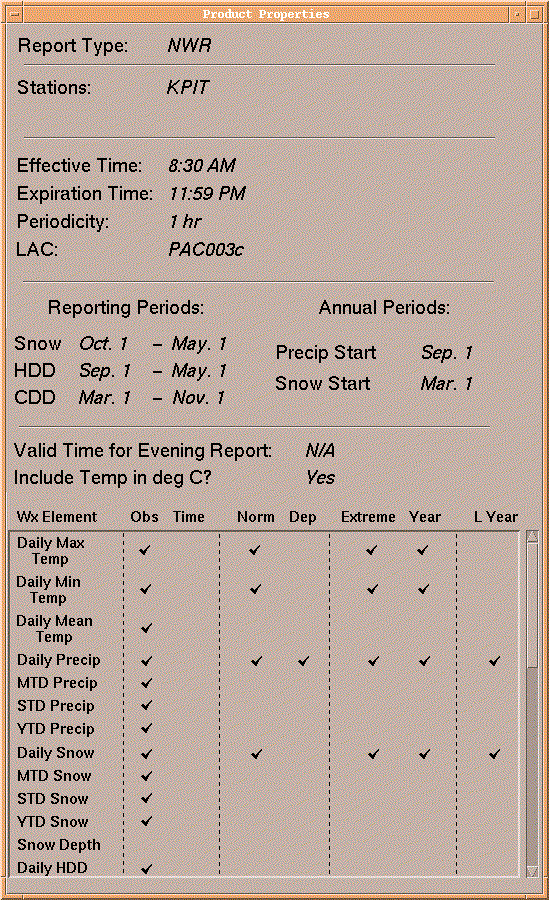 Product Properties
Report Type: NWR
Stations: KPIT
Effective Time: 8:30 AM
Expiration Time: 11:59 PM
Periodicity: 1 hr
LAC: PAC003c
Reporting Periods: Annual Periods:
Snow Oct. 1 – May. 1
HDD Sep. 1 – May. 1
CDD Mar. 1 – Nov. 1
Precip Start Sep. 1
Snow Start Mar. 1
Valid Time for Evening Report: N/A
Include Temp in deg C? Yes
Wx Element Obs Time Norm Dep Extreme Year L Year
Daily Max
Temp ✓ ✓ ✓ ✓
Daily Min
Temp ✓ ✓ ✓ ✓
Daily Mean
Temp ✓
Daily Precip ✓ ✓ ✓ ✓ ✓ ✓
MTD Precip ✓
STD Precip ✓
YTD Precip ✓
Daily Snow ✓ ✓ ✓ ✓ ✓
MTD Snow ✓
STD Snow ✓
YTD Snow ✓
Snow Depth
Daily HDD ✓